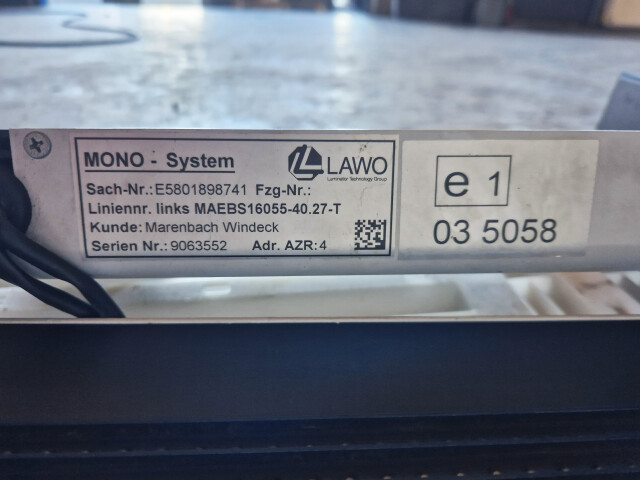 MONO - System
LAWO
Luminator Technology Group
Sach-Nr.:E5801898741 Fzg-Nr.:
Liniennr. links MAEBS16055-40.27-T
Kunde: Marenbach Windeck
Serien Nr.: 9063552 Adr. AZR: 4
e 1
03 5058